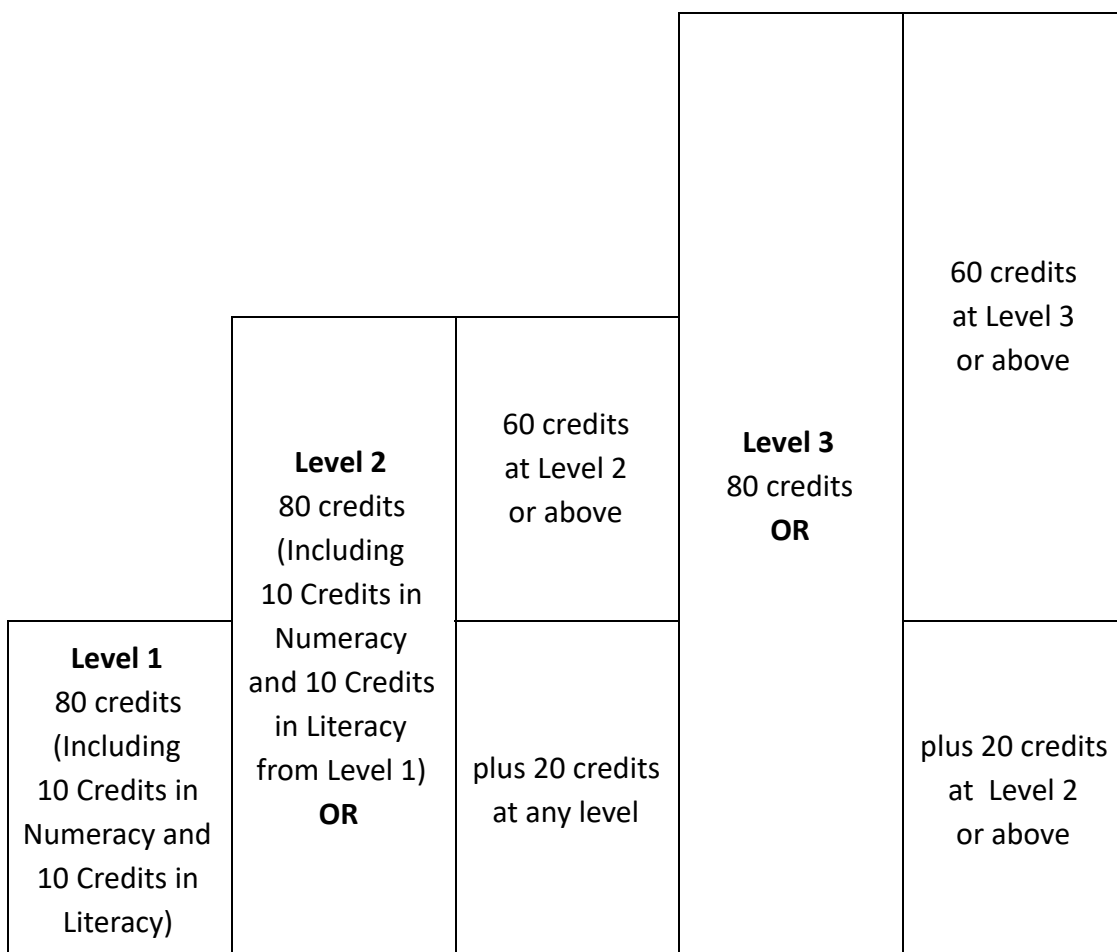 Level 1
80 credits
(Including
10 Credits in
Numeracy and
10 Credits in
Literacy)
Level 2
80 credits
(Including
10 Credits in
Numeracy
and 10 Credits
in Literacy
from Level 1)
OR
60 credits
at Level 2
or above
plus 20 credits
at any level
Level 3
80 credits
OR
60 credits
at Level 3
or above
plus 20 credits
at Level 2
or above